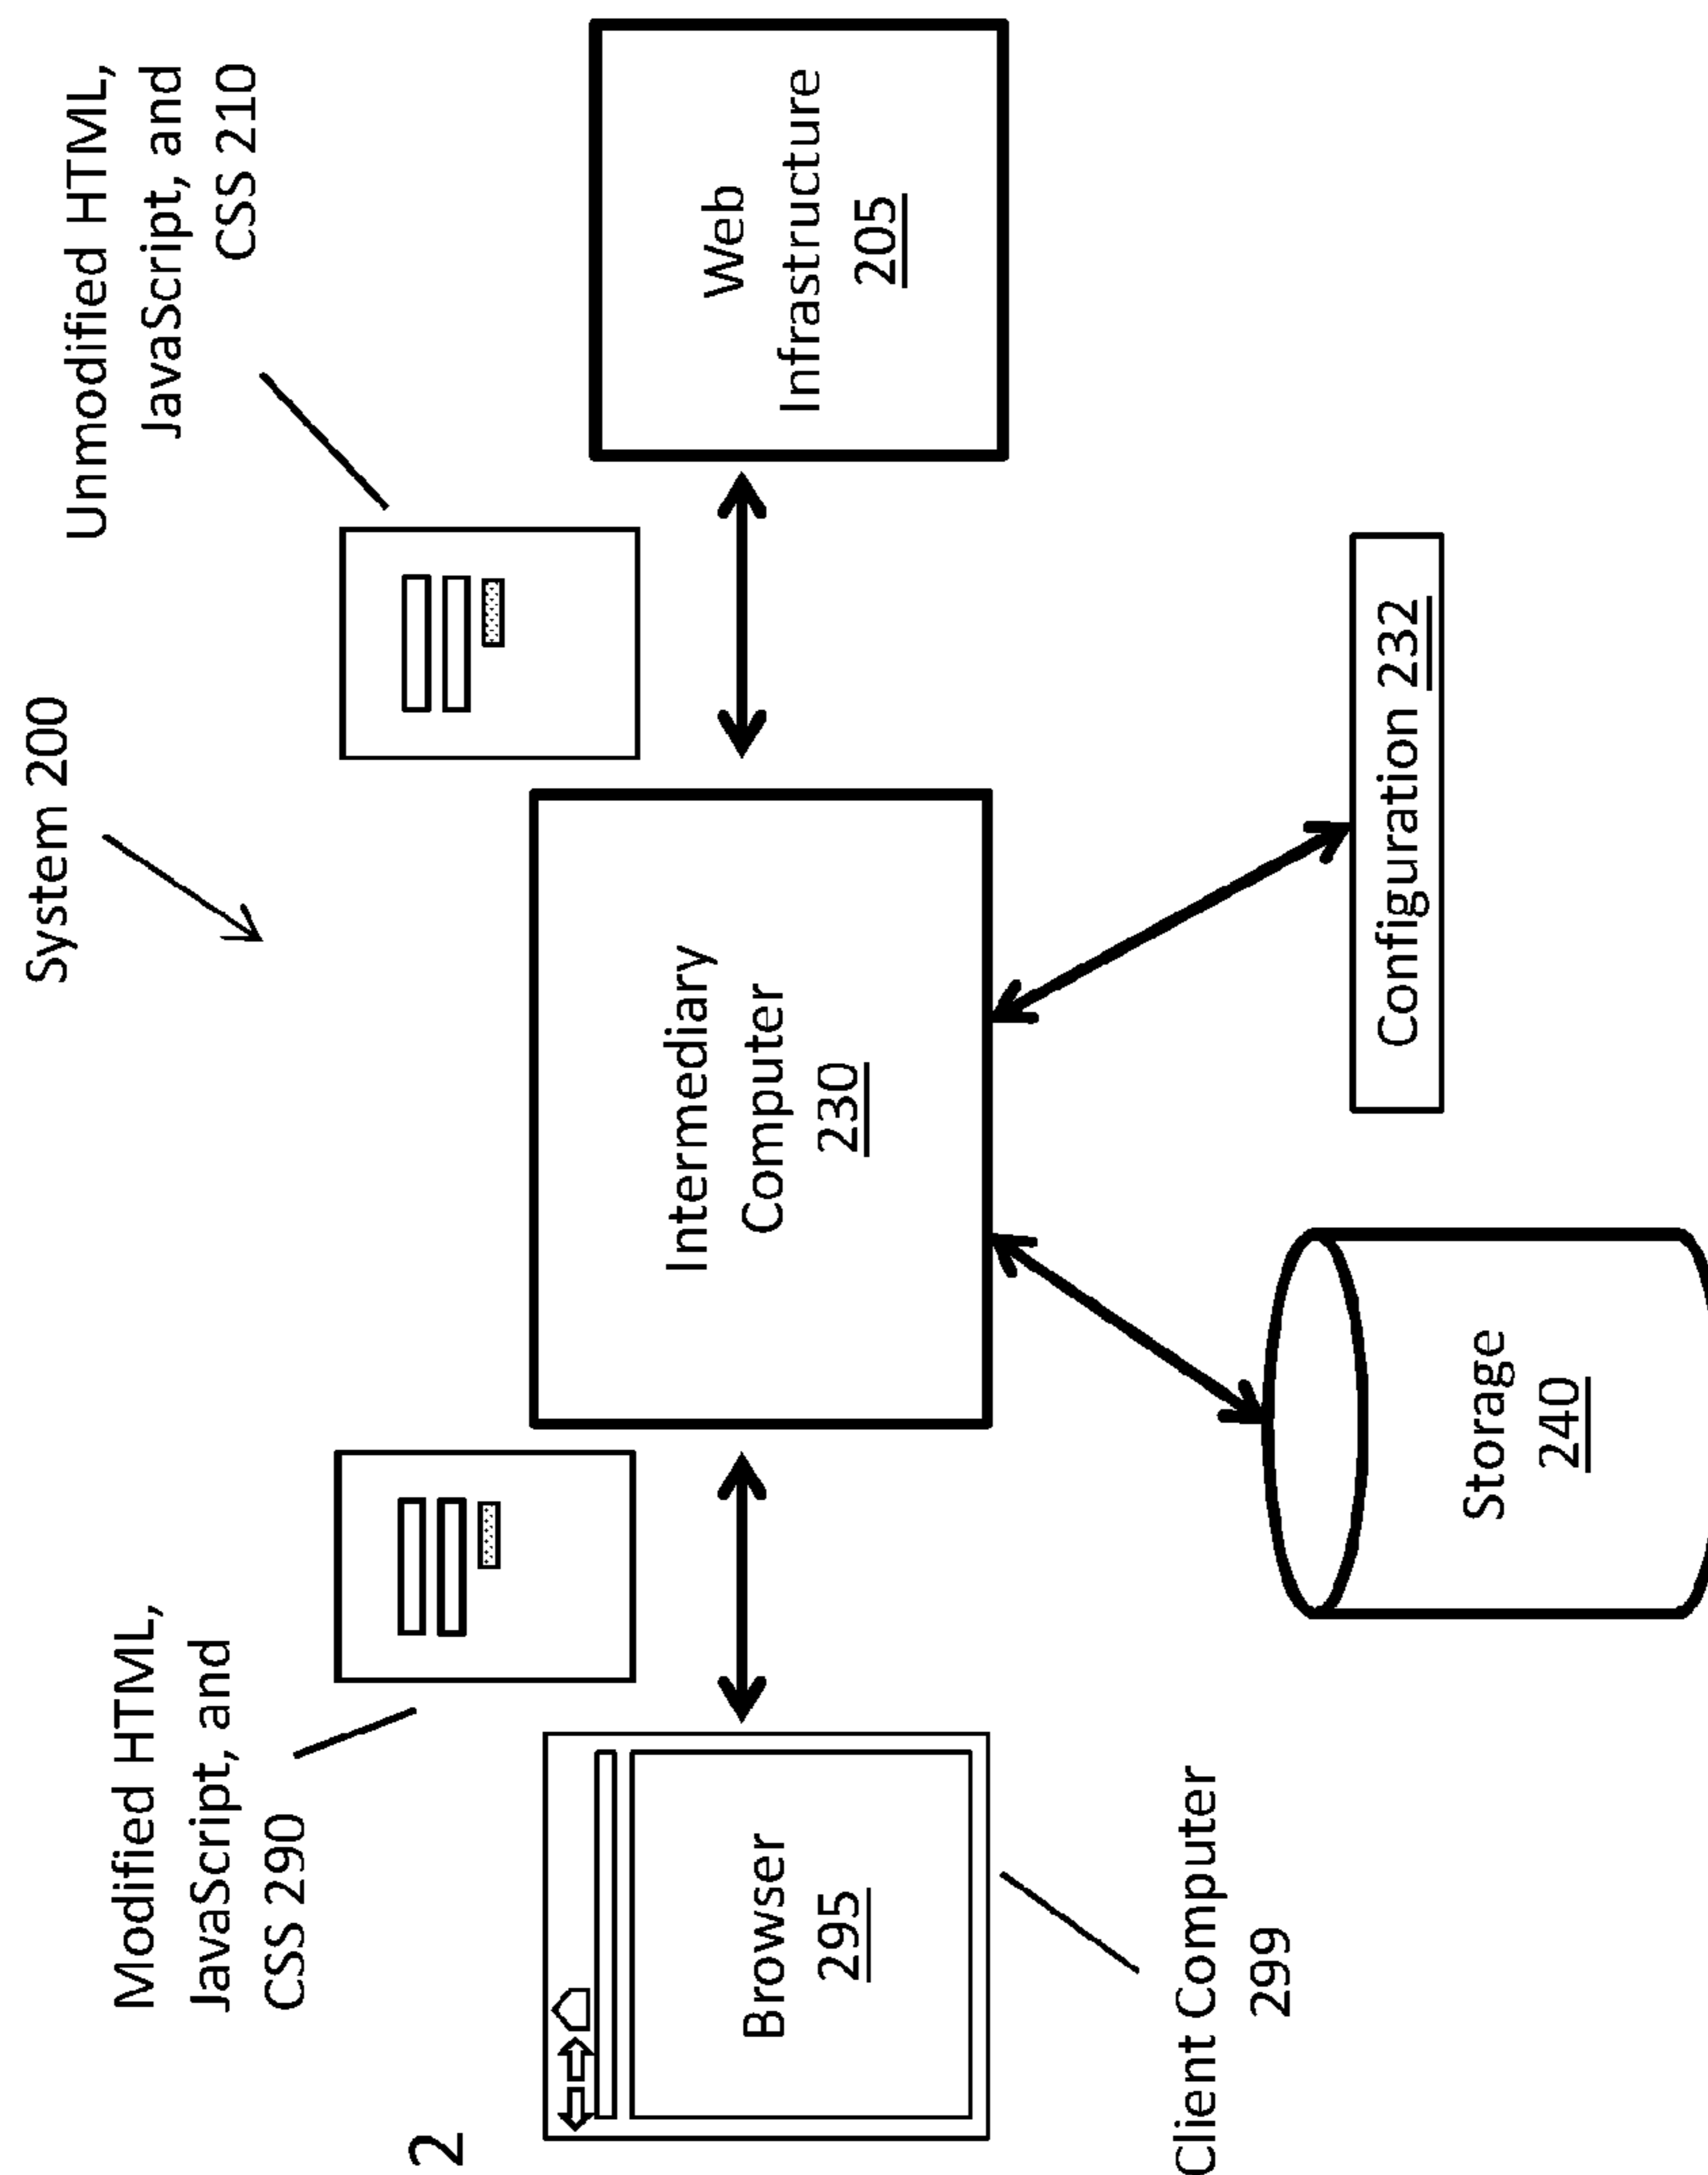 System 200
Unmodified HTML,
JavaScript, and
CSS 210
Modified HTML,
JavaScript, and
CSS 290
2
Browser
295
Intermediary
Computer
230
Web
Infrastructure
205
Client Computer
299
Storage
240
Configuration 232